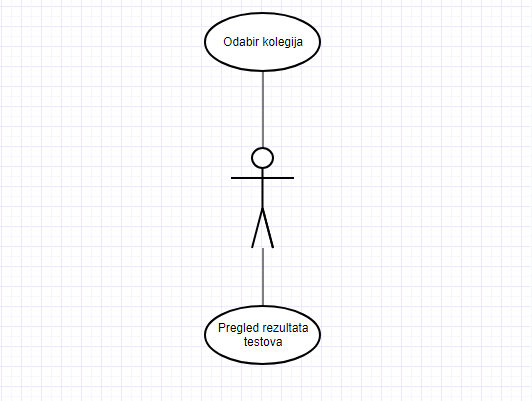 Odabir kolegija
Pregled rezultata
testova